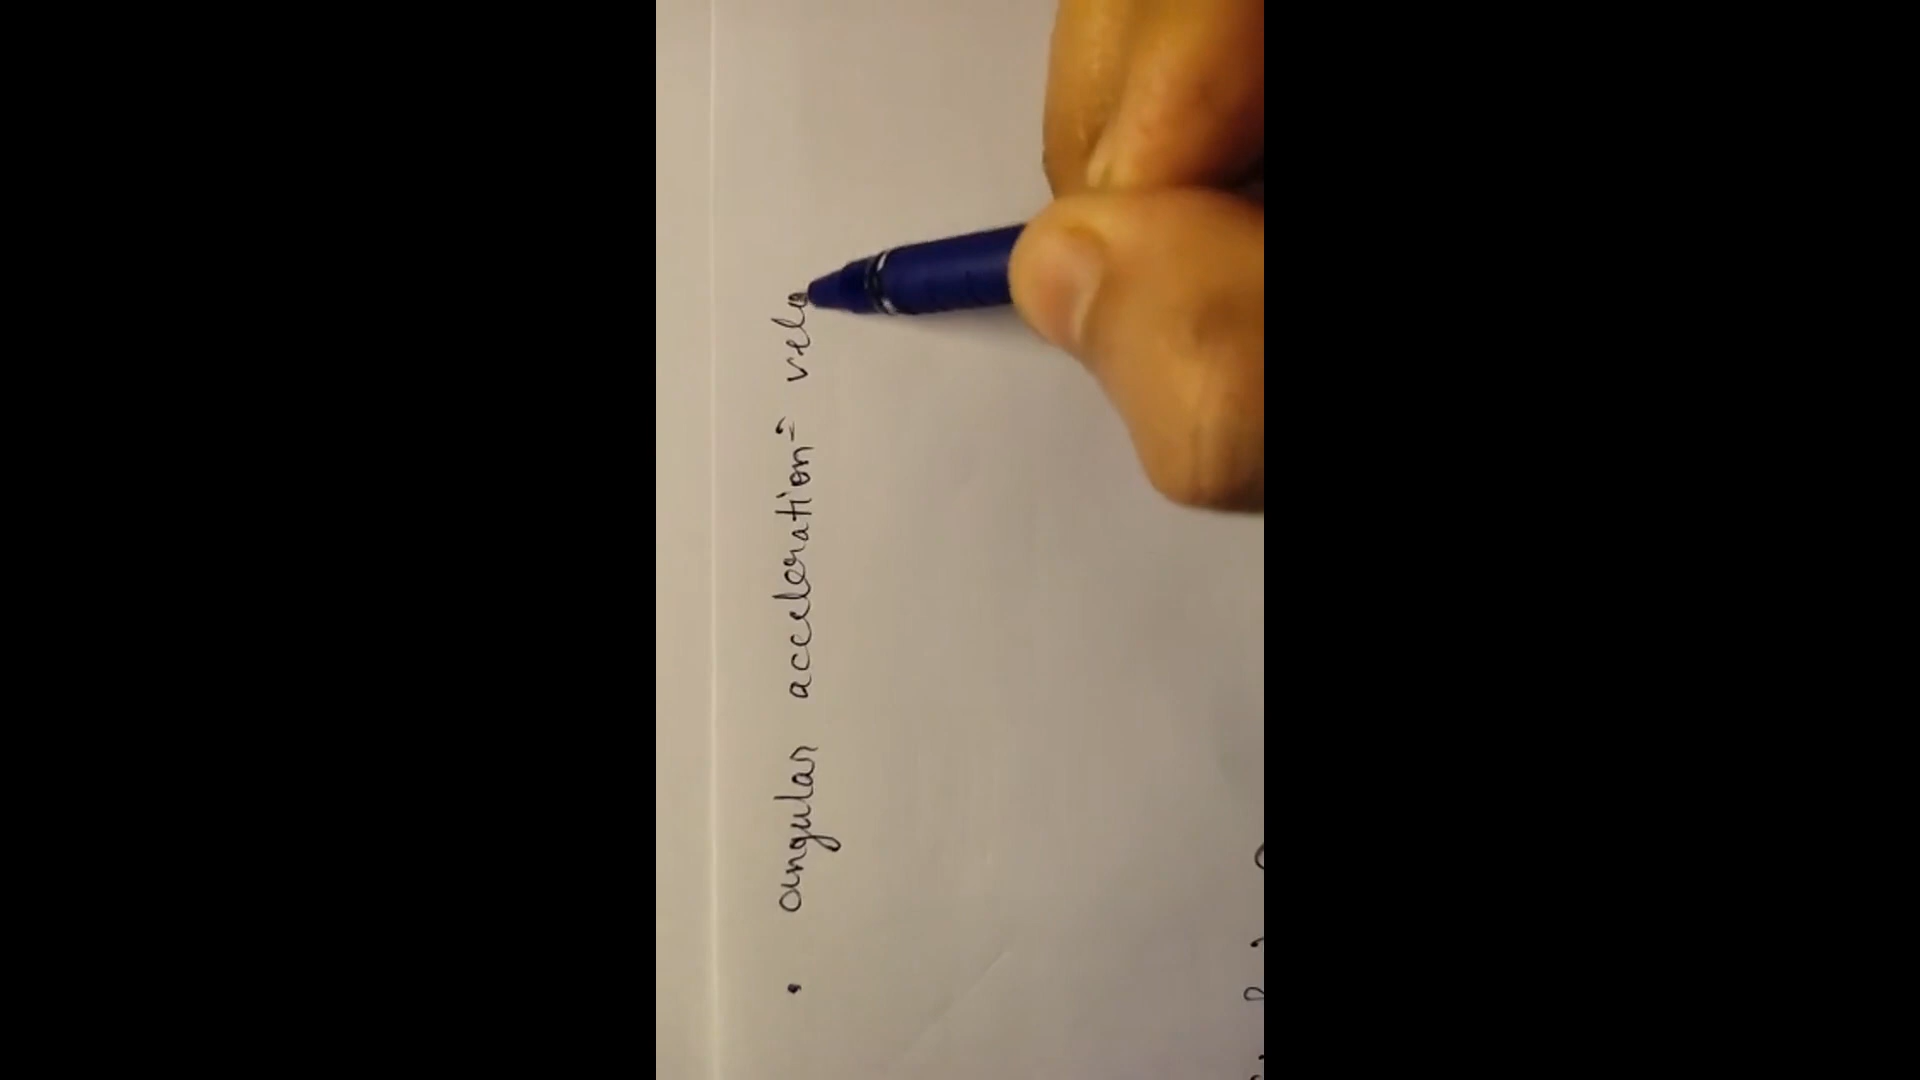 • angular acceleration = velo